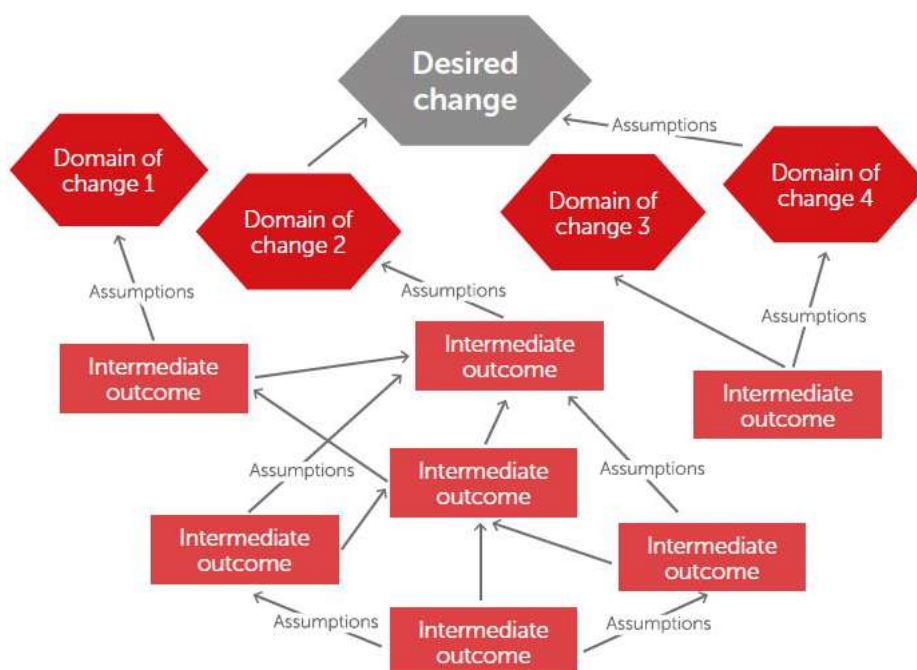 Desired
change
Assumptions
Domain of
change 1
Domain of
change 2
Domain of
change 3
Domain of
change 4
Assumptions
Assumptions
Assumptions
Intermediate
outcome
Intermediate
outcome
Intermediate
outcome
Assumptions
Intermediate
outcome
Assumptions
Intermediate
outcome
Intermediate
outcome
Assumptions
Intermediate
outcome
Assumptions